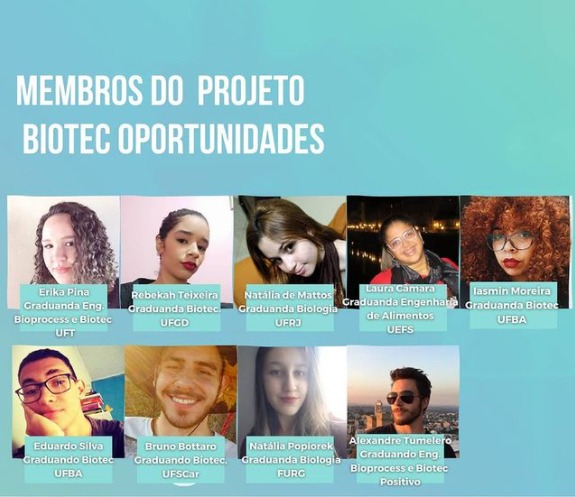 MEMBROS DO PROJETO
BIOTEC OPORTUNIDADES
Erika Pina
Graduanda Eng.
Bioprocess e Biotec
UFT
Rebekah Teixeira
Graduanda Biotec.
UFGD
Natália de Mattos
Graduanda Biologia
UFRJ
Laura Câmara
Graduanda Engenharia
de Alimentos
UEFS
Iasmin Moreira
Graduanda Biotec
UFBA
Eduardo Silva
Graduando Biotec
UFBA
Bruno Bottaro
Graduando Biotec.
UFSCar
Natália Popiorek
Graduanda Biologia
FURG
Alexandre Tumelero
Graduando Eng.
Bioprocess e Biotec
Positivo